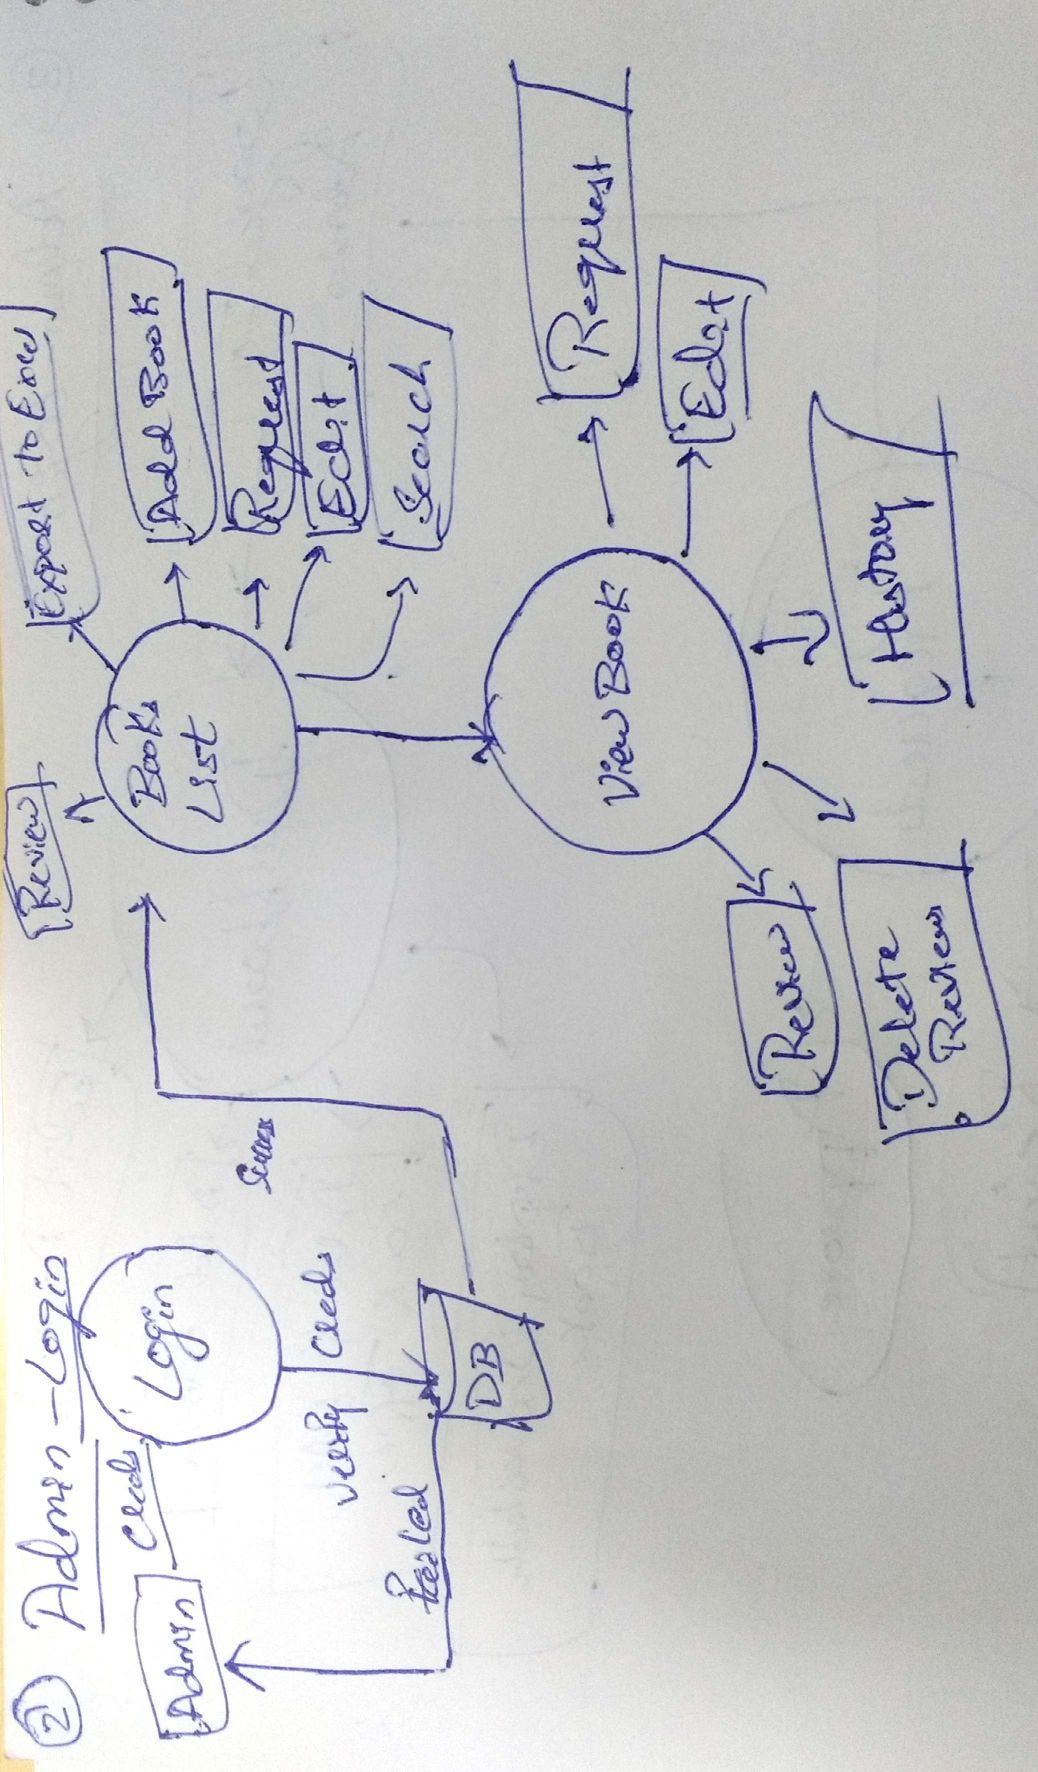 ② Admin-Login
Admin
Creds
Login
Verify Creds
DB
Failed
Success
Books
List
Review
Export to Excel
Add Book
Request
Edit
Search
View Book
Request
Edit
History
Delete
Review
Review